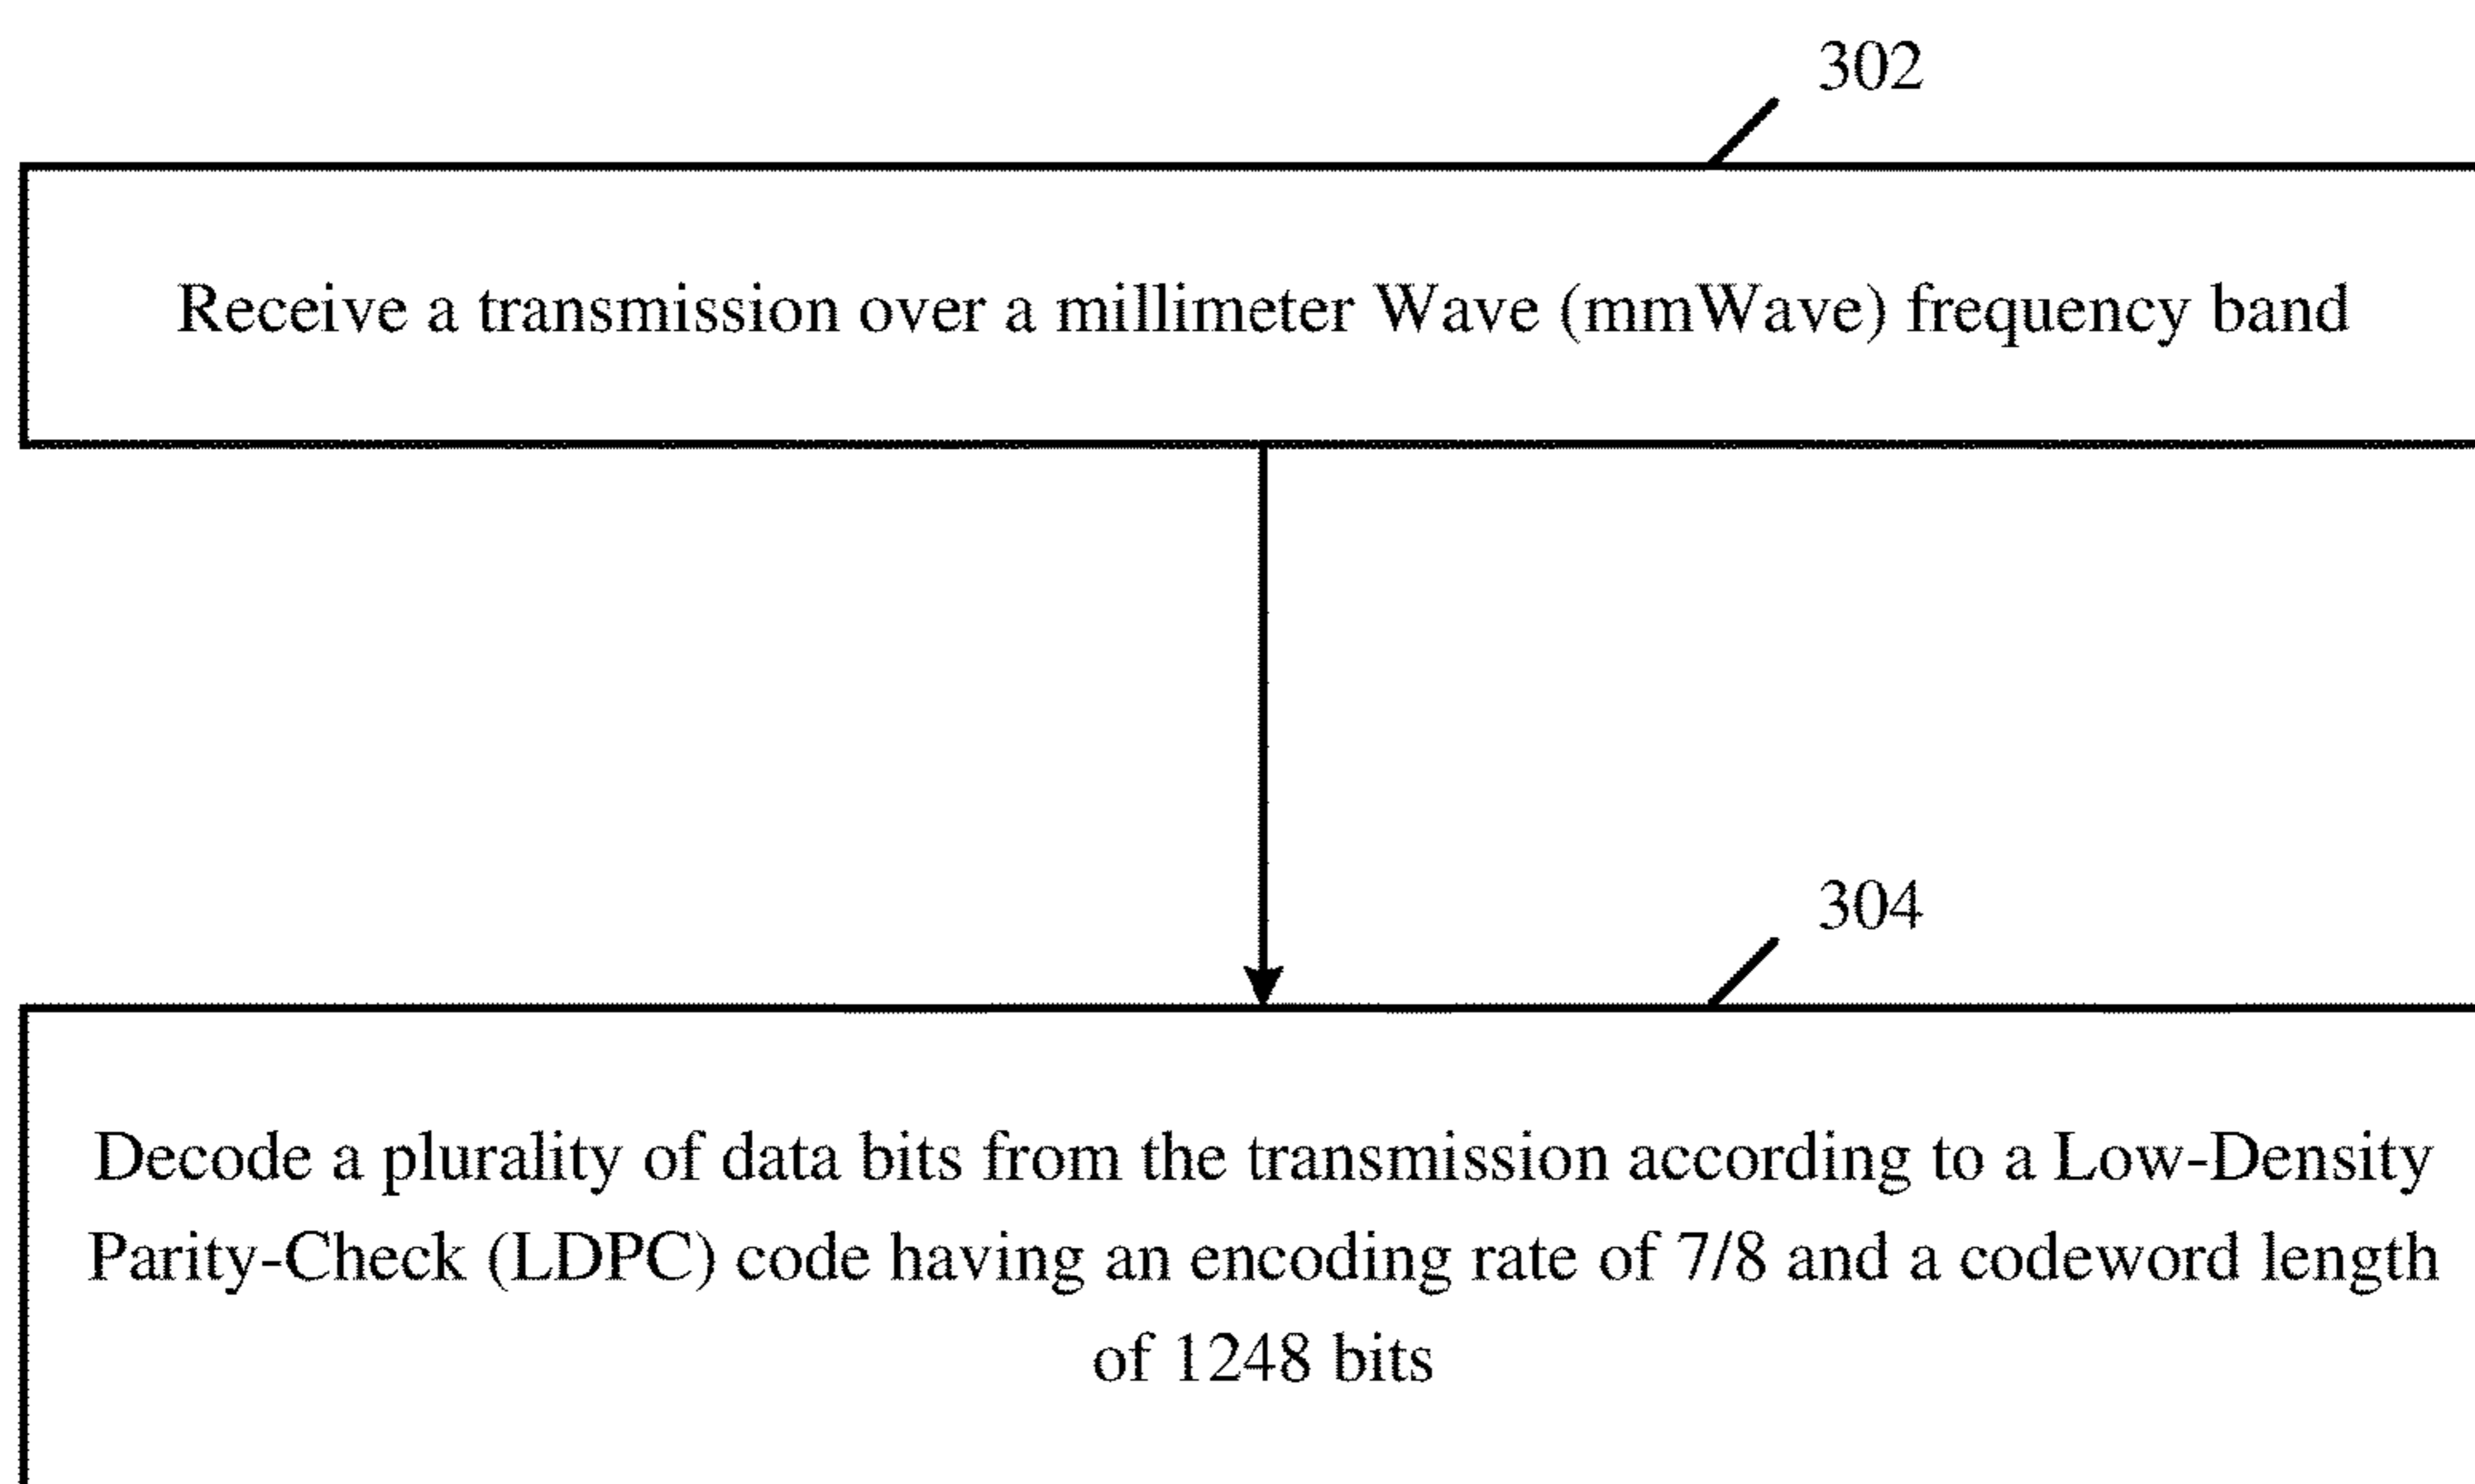 302
Receive a transmission over a millimeter Wave (mmWave) frequency band
304
Decode a plurality of data bits from the transmission according to a Low-Density
Parity-Check (LDPC) code having an encoding rate of 7/8 and a codeword length
of 1248 bits